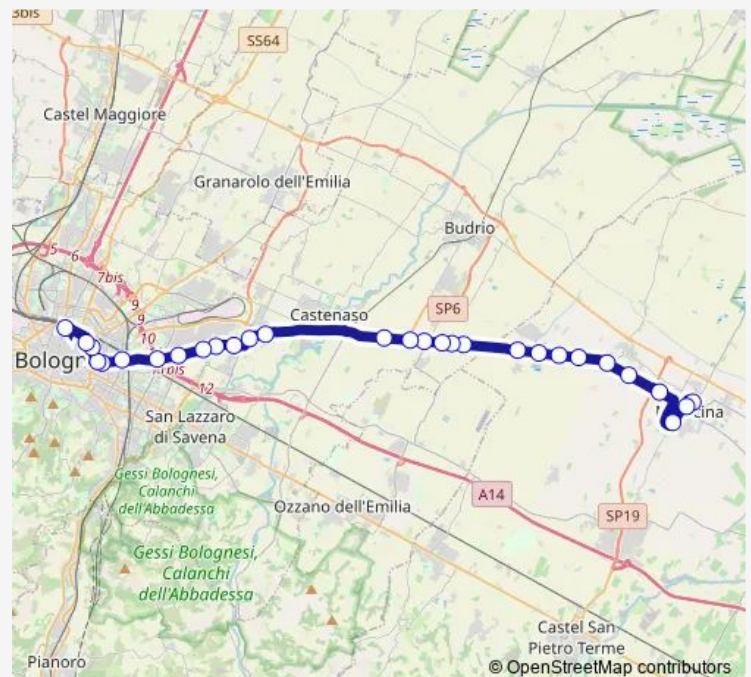 3bis
SS64
Castel Maggiore
Granarolo dell'Emilia
Budrio
5
6
7bis
9
9
10
Castenaso
SP6
Bologn
12
cina
San Lazzaro
di Savena
Gessi Bolognesi,
Calanchi
dell'Abbadessa
A14
Ozzano dell'Emilia
SP19
Gessi Bolognesi,
Calanchi
dell'Abbadessa
Castel San
Pietro Terme
Pianoro
© OpenStreetMap contributors